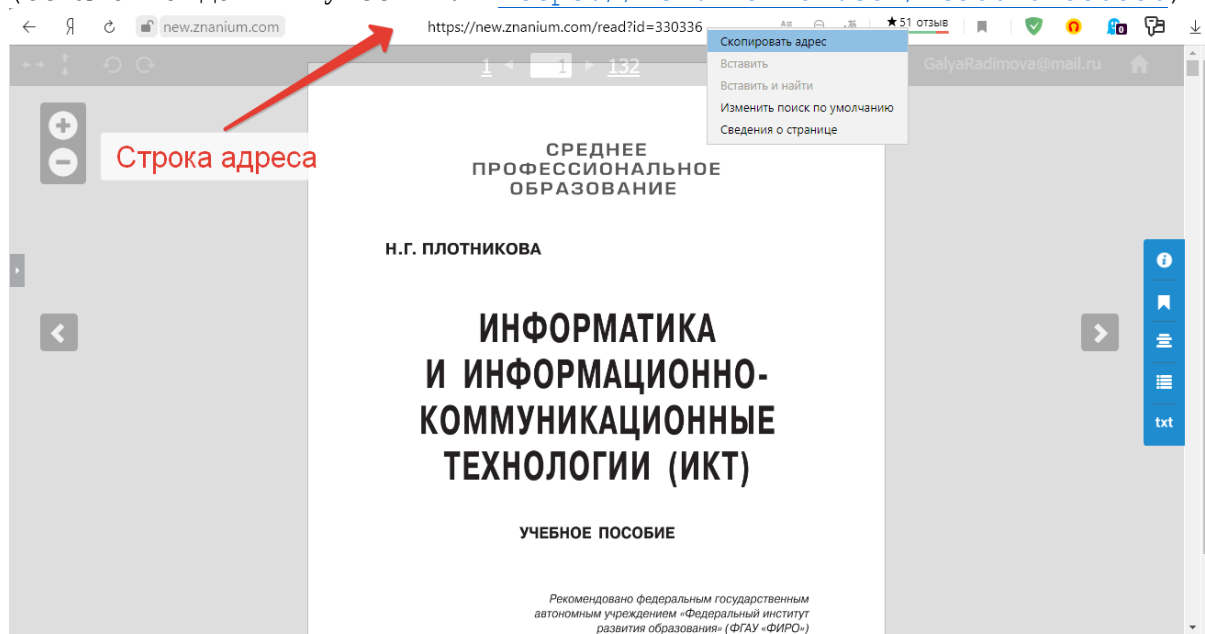 new.znanium.com
https://new.znanium.com/read?id=330336
★51 отзыв
Скопировать адрес
Вставить
Вставить и найти
Изменить поиск по умолчанию
Сведения о странице
1 1 132
GalyaRadimova@mail.ru
Строка адреса
СРЕДНЕЕ
ПРОФЕССИОНАЛЬНОЕ
ОБРАЗОВАНИЕ
Н.Г. ПЛОТНИКОВА
ИНФОРМАТИКА
И ИНФОРМАЦИОННО-
КОММУНИКАЦИОННЫЕ
ТЕХНОЛОГИИ (ИКТ)
txt
УЧЕБНОЕ ПОСОБИЕ
Рекомендовано федеральным государственным
автономным учреждением «Федеральный институт
развития образования» (ФГАУ «ФИРО»)